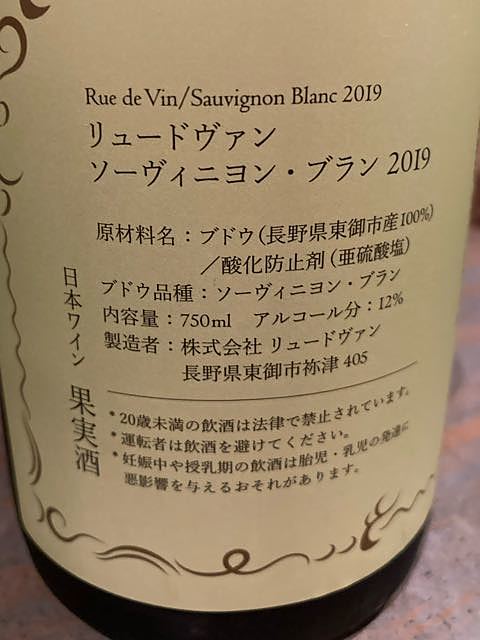 Rue de Vin/Sauvignon Blanc 2019
リュードヴァン
ソーヴィニヨン・ブラン 2019
原材料名：ブドウ（長野県東御市産100%）
／酸化防止剤（亜硫酸塩）
ブドウ品種：ソーヴィニヨン・ブラン
内容量：750ml　アルコール分：12%
製造者：株式会社 リュードヴァン
長野県東御市祢津 405
日本ワイン　果実酒
*20歳未満の飲酒は法律で禁止されています。
*運転者は飲酒を避けてください。
*妊娠中や授乳期の飲酒は胎児・乳児の発達に
悪影響を与えるおそれがあります。